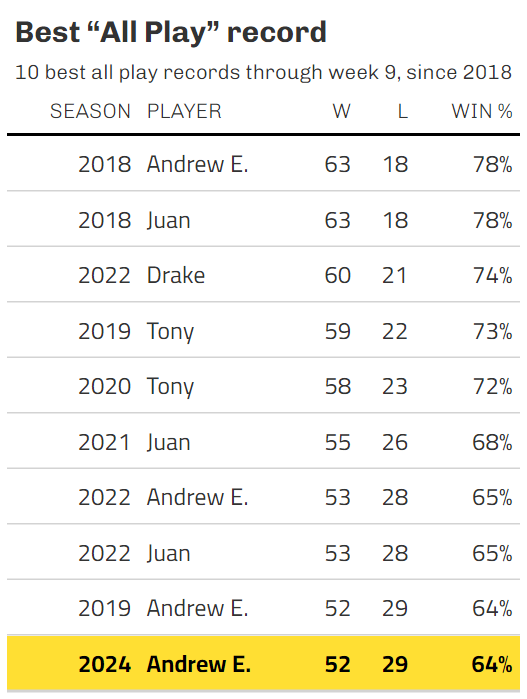 Best “All Play” record
10 best all play records through week 9, since 2018
SEASON PLAYER W L WIN %
2018 Andrew E. 63 18 78%
2018 Juan 63 18 78%
2022 Drake 60 21 74%
2019 Tony 59 22 73%
2020 Tony 58 23 72%
2021 Juan 55 26 68%
2022 Andrew E. 53 28 65%
2022 Juan 53 28 65%
2019 Andrew E. 52 29 64%
2024 Andrew E. 52 29 64%